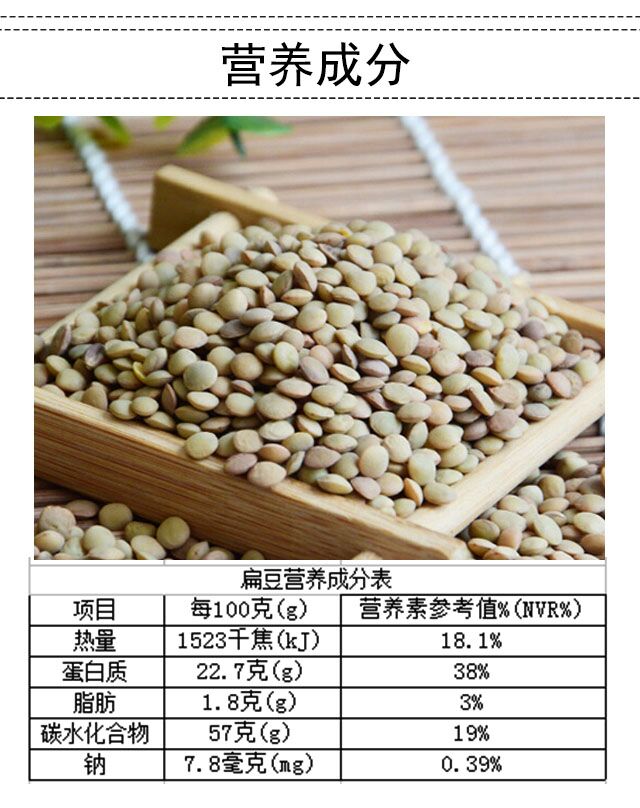 营养成分
扁豆营养成分表
项目 每100克(g) 营养素参考值%(NVR%)
热量 1523千焦(kJ) 18.1%
蛋白质 22.7克(g) 38%
脂肪 1.8克(g) 3%
碳水化合物 57克(g) 19%
钠 7.8毫克(mg) 0.39%